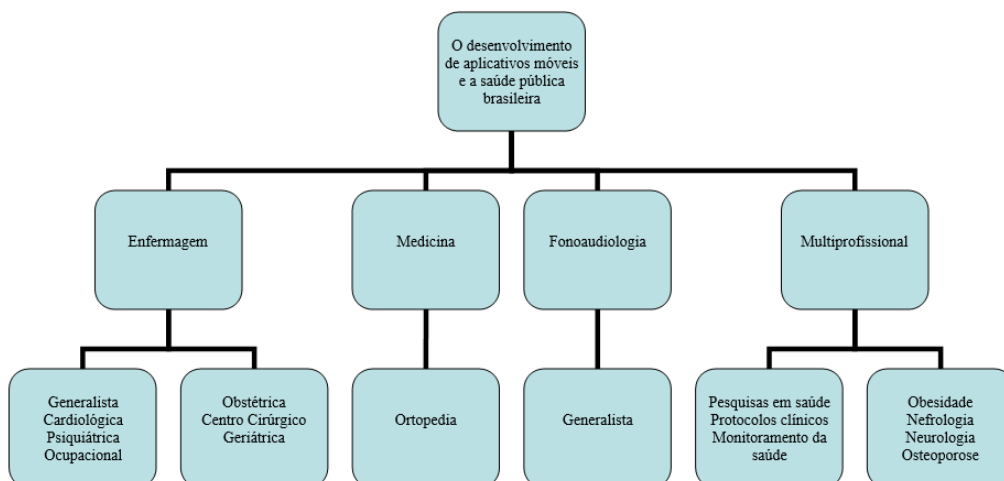 O desenvolvimento
de aplicativos móveis
e a saúde pública
brasileira
Enfermagem
Medicina
Fonoaudiologia
Multiprofissional
Generalista
Cardiológica
Psiquiátrica
Ocupacional
Obstétrica
Centro Cirúrgico
Geriátrica
Ortopedia
Generalista
Pesquisas em saúde
Protocolos clínicos
Monitoramento da
saúde
Obesidade
Nefrologia
Neurologia
Osteoporose